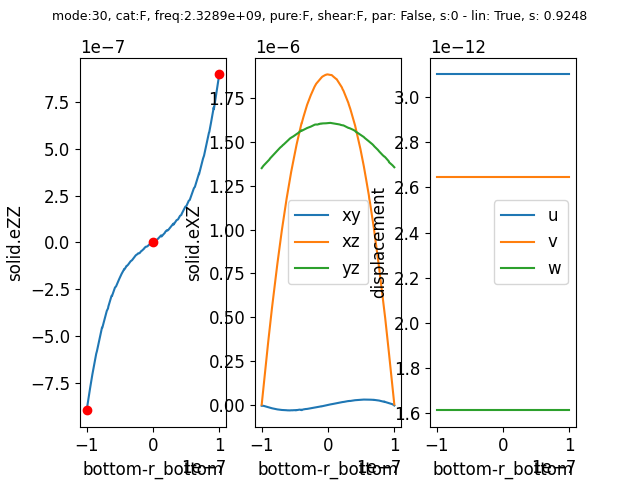 mode:30, cat:F, freq:2.3289e+09, pure:F, shear:F, par: False, s:0 - lin: True, s: 0.9248
1e−7
7.5
5.0
2.5
0.0
−2.5
−5.0
−7.5
solid.eZZ
−1
0
1
1e−7
bottom-r_bottom
1e−6
1.75
1.50
1.25
1.00
0.75
0.50
0.25
0.00
solid.eXZ
xy
xz
yz
−1
0
1
1e−7
bottom-r_bottom
1e−12
3.0
2.8
2.6
2.4
2.2
2.0
1.8
1.6
displacement
u
v
w
−1
0
1
1e−7
bottom-r_bottom